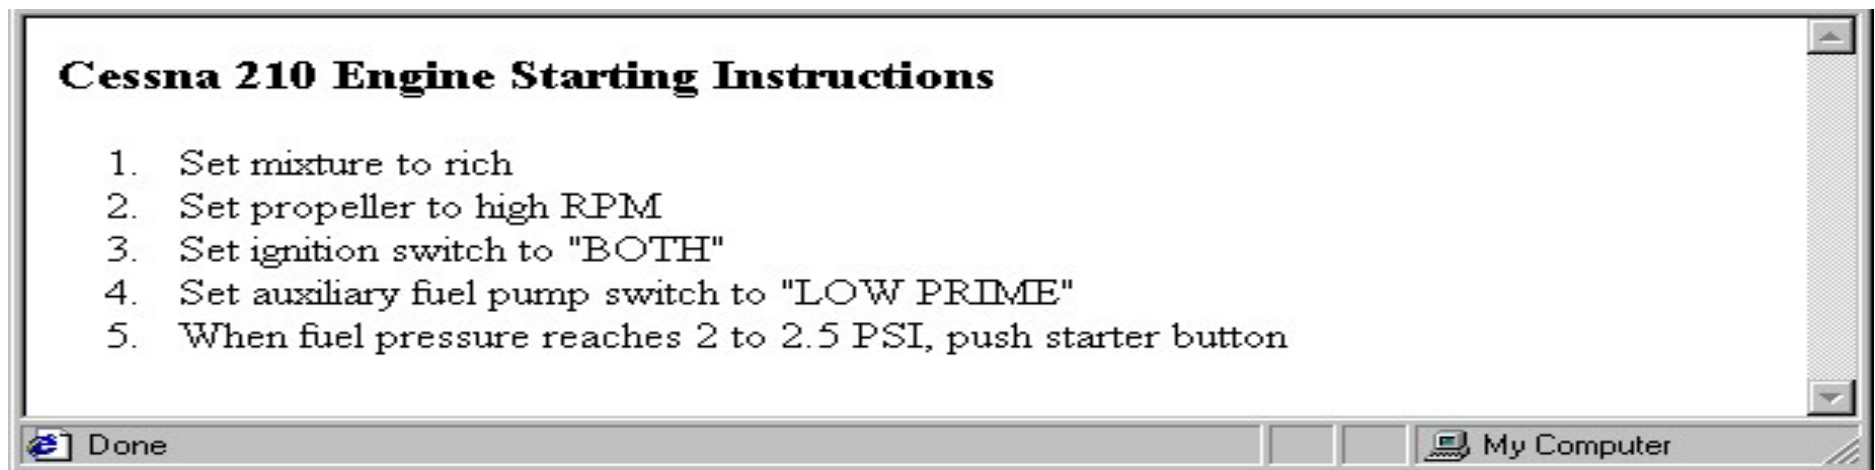 Cessna 210 Engine Starting Instructions
1. Set mixture to rich
2. Set propeller to high RPM
3. Set ignition switch to "BOTH"
4. Set auxiliary fuel pump switch to "LOW PRIME"
5. When fuel pressure reaches 2 to 2.5 PSI, push starter button
Done
My Computer